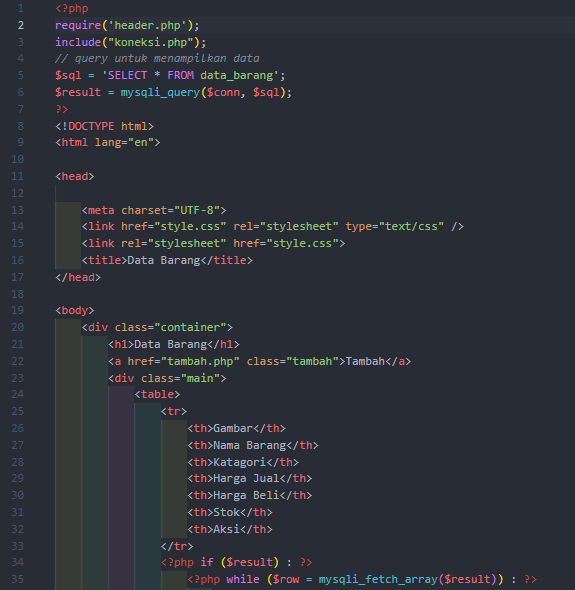 1 <?php
2 require('header.php');
3 include("koneksi.php");
4 // query untuk menampilkan data
5 $sql = 'SELECT * FROM data_barang';
6 $result = mysqli_query($conn, $sql);
7 ?>
8 <!DOCTYPE html>
9 <html lang="en">
10
11 <head>
12
13 <meta charset="UTF-8">
14 <link href="style.css" rel="stylesheet" type="text/css" />
15 <link rel="stylesheet" href="style.css">
16 <title>Data Barang</title>
17 </head>
18
19 <body>
20 <div class="container">
21 <h1>Data Barang</h1>
22 <a href="tambah.php" class="tambah">Tambah</a>
23 <div class="main">
24 <table>
25 <tr>
26 <th>Gambar</th>
27 <th>Nama Barang</th>
28 <th>Katagori</th>
29 <th>Harga Jual</th>
30 <th>Harga Beli</th>
31 <th>Stok</th>
32 <th>Aksi</th>
33 </tr>
34 <?php if ($result) : ?>
35 <?php while ($row = mysqli_fetch_array($result)) : ?>